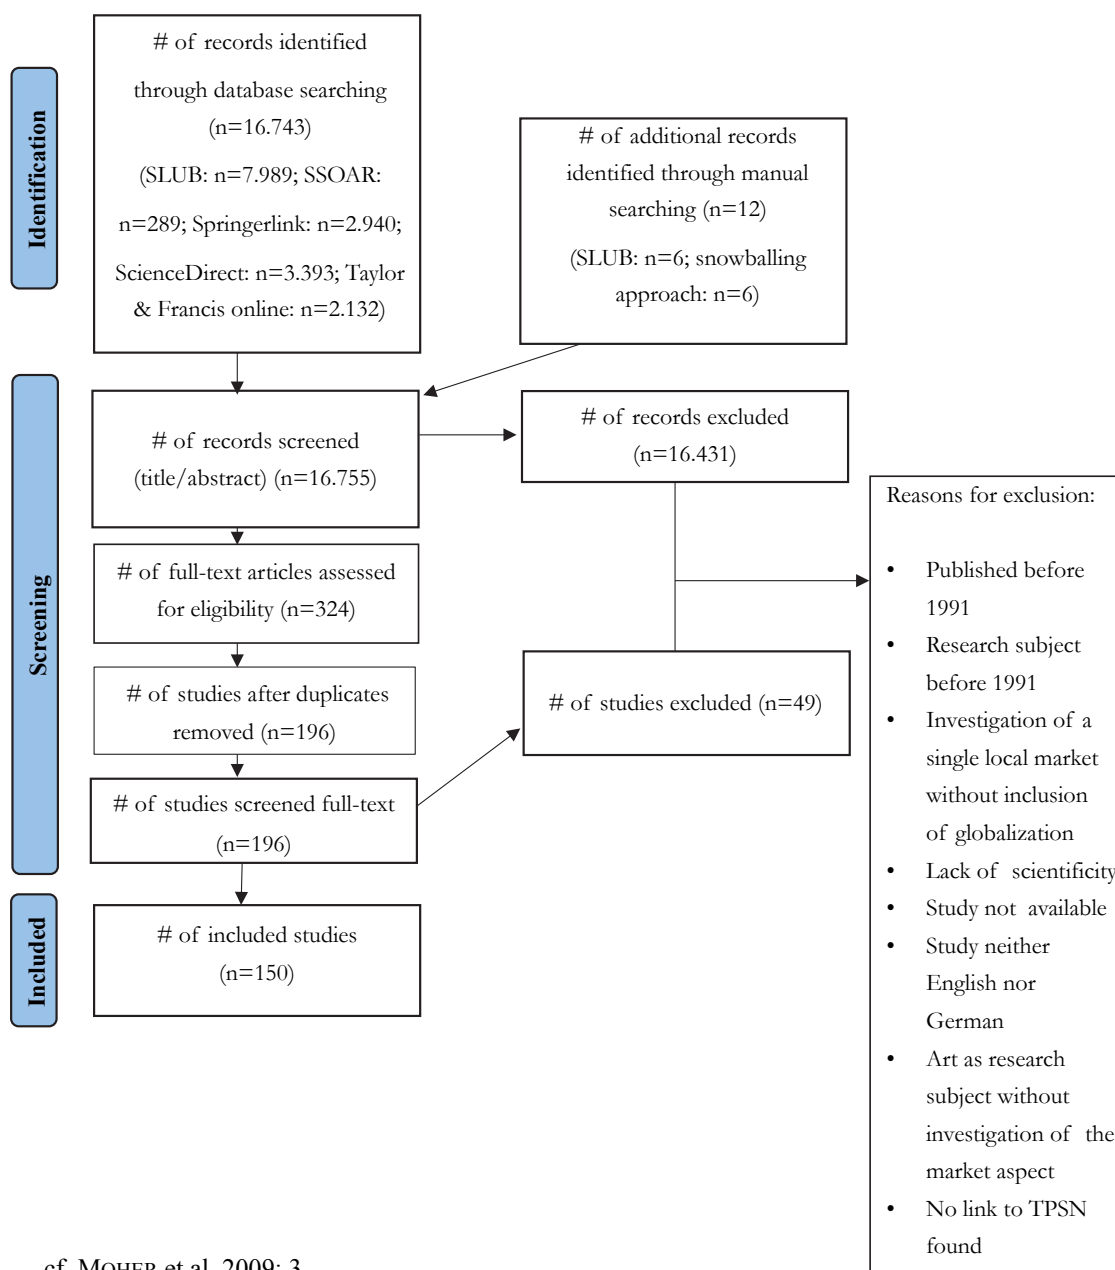 Identification
# of records identified
through database searching
(n=16.743)
(SLUB: n=7.989; SSOAR:
n=289; Springerlink: n=2.940;
ScienceDirect: n=3.393; Taylor
& Francis online: n=2.132)
# of additional records
identified through manual
searching (n=12)
(SLUB: n=6; snowballing
approach: n=6)
Screening
# of records screened
(title/abstract) (n=16.755)
# of records excluded
(n=16.431)
# of full-text articles assessed
for eligibility (n=324)
# of studies after duplicates
removed (n=196)
# of studies excluded (n=49)
# of studies screened full-text
(n=196)
Included
# of included studies
(n=150)
Reasons for exclusion:
• Published before
1991
• Research subject
before 1991
• Investigation of a
single local market
without inclusion
of globalization
• Lack of scientificity
• Study not available
• Study neither
English nor
German
• Art as research
subject without
investigation of the
market aspect
• No link to TPSN
found
cf. MOHER et al. 2009: 3